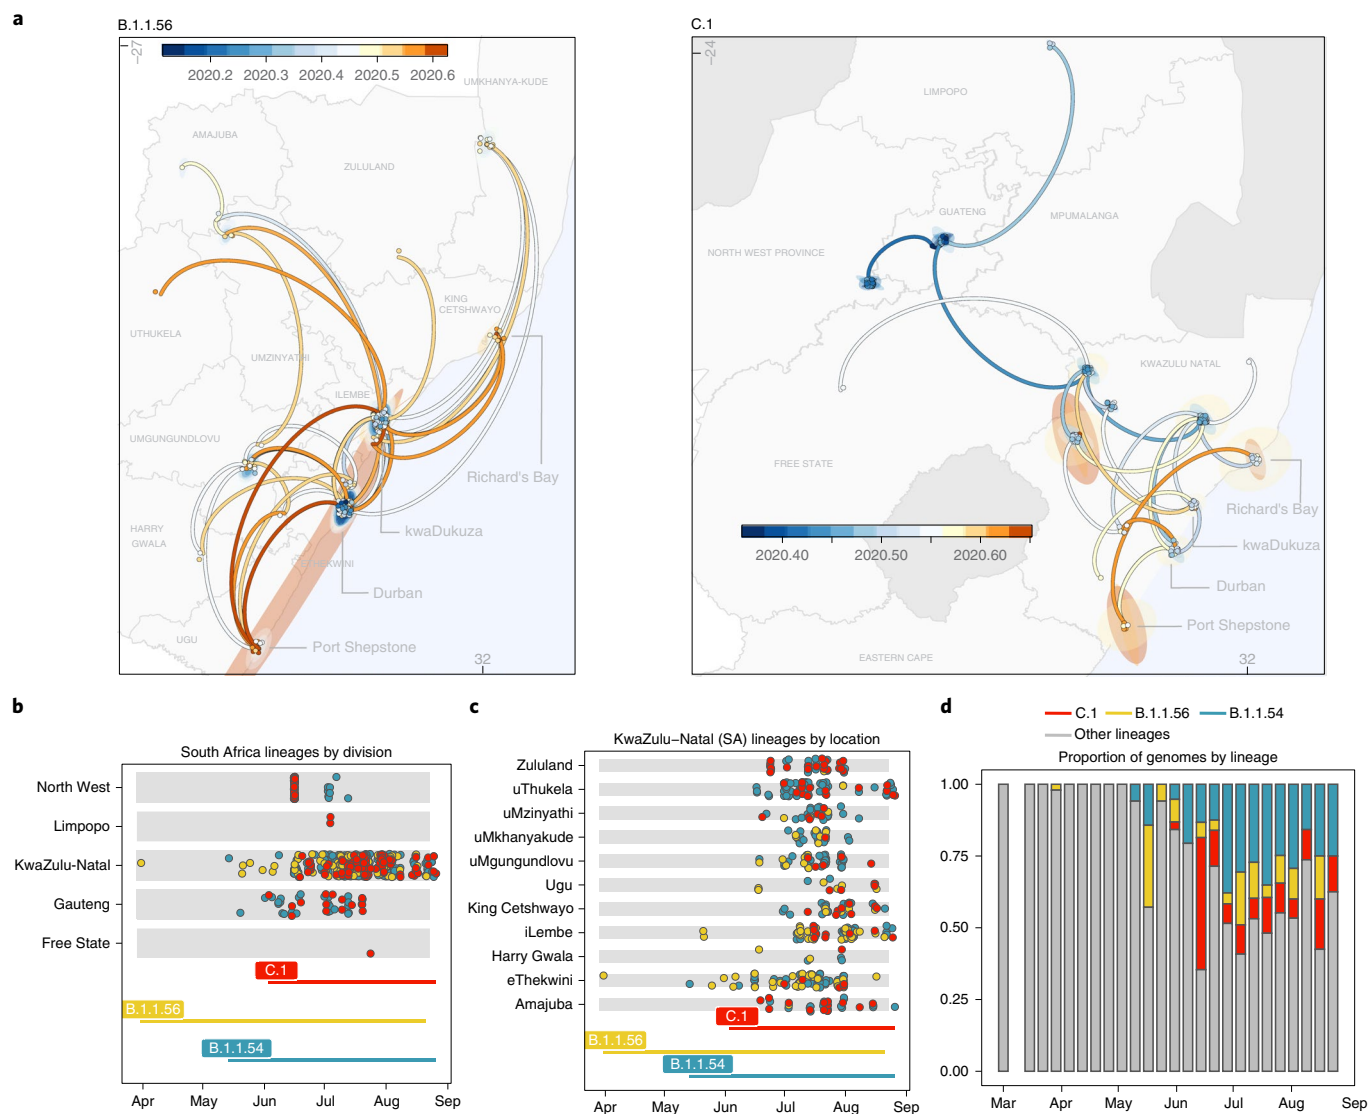 a
B.1.1.56
-27
2020.2 2020.3 2020.4 2020.5 2020.6
UMKHANYA-KUDE
AMAJUBA
ZULULAND
KING
CETSHWAYO
UTHUKELA
UMZINYATHI
ILEMBE
UMGUNGUNDLOVU
Richard's Bay
HARRY
GWALA
kwaDukuza
ETHEKWINI
Durban
UGU
Port Shepstone
32
C.1
-24
LIMPOPO
GUATENG
MPUMALANGA
NORTH WEST PROVINCE
KWAZULU NATAL
FREE STATE
Richard's Bay
2020.40 2020.50 2020.60
kwaDukuza
Durban
Port Shepstone
EASTERN CAPE
32
b
South Africa lineages by division
North West
Limpopo
KwaZulu-Natal
Gauteng
Free State
C.1
B.1.1.56
B.1.1.54
Apr May Jun Jul Aug Sep
c
KwaZulu–Natal (SA) lineages by location
Zululand
uThukela
uMzinyathi
uMkhanyakude
uMgungundlovu
Ugu
King Cetshwayo
iLembe
Harry Gwala
eThekwini
Amajuba
C.1
B.1.1.56
B.1.1.54
Apr May Jun Jul Aug Sep
d
C.1 B.1.1.56 B.1.1.54
Other lineages
Proportion of genomes by lineage
1.00
0.75
0.50
0.25
0.00
Mar Apr May Jun Jul Aug Sep